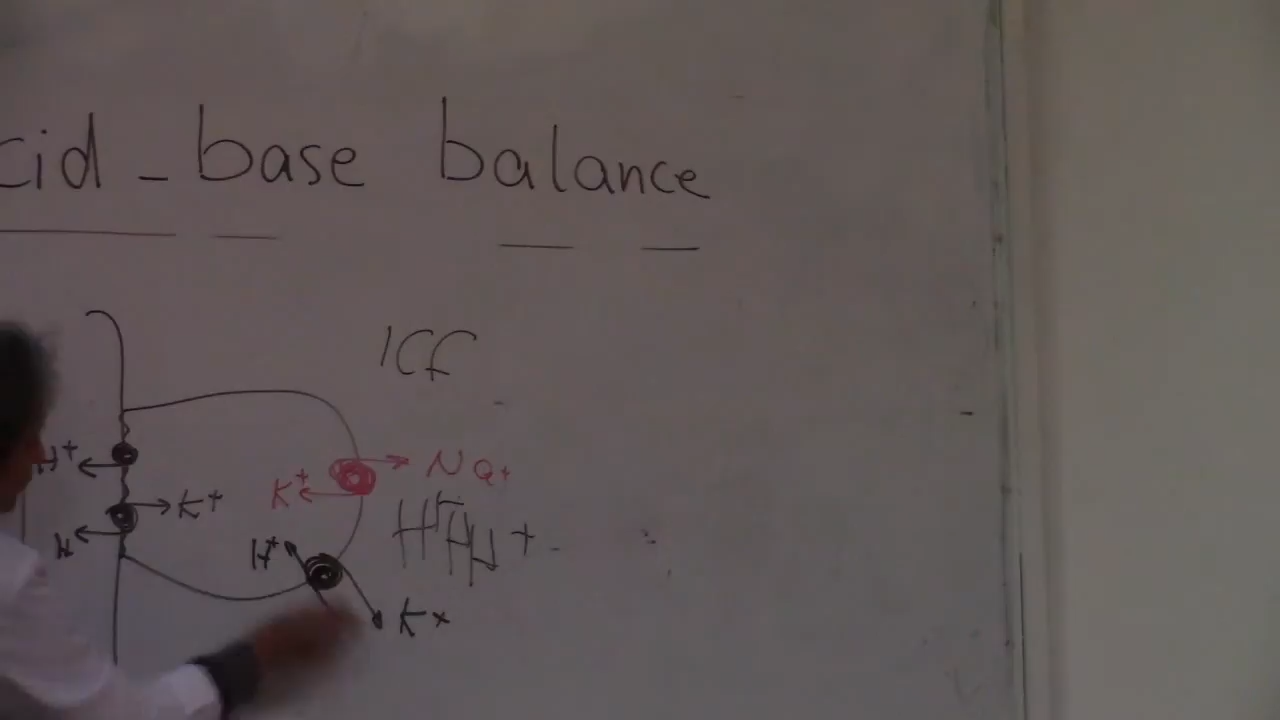 cid - base balance
ICF
H+
Na+
K+
K+
H+
H
H+
K+